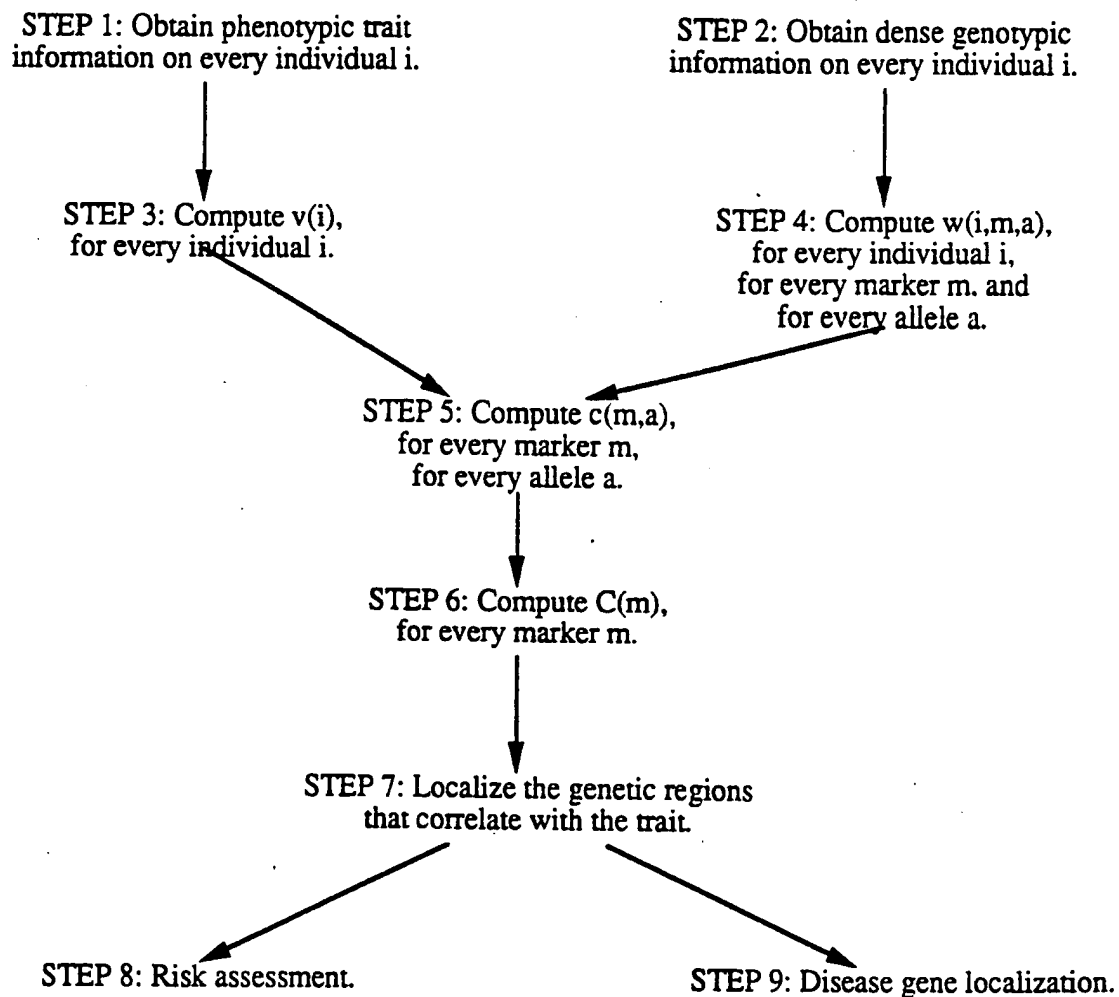 STEP 1: Obtain phenotypic trait
information on every individual i.
STEP 2: Obtain dense genotypic
information on every individual i.
STEP 3: Compute v(i),
for every individual i.
STEP 4: Compute w(i,m,a),
for every individual i,
for every marker m. and
for every allele a.
STEP 5: Compute c(m,a),
for every marker m,
for every allele a.
STEP 6: Compute C(m),
for every marker m.
STEP 7: Localize the genetic regions
that correlate with the trait.
STEP 8: Risk assessment.
STEP 9: Disease gene localization.